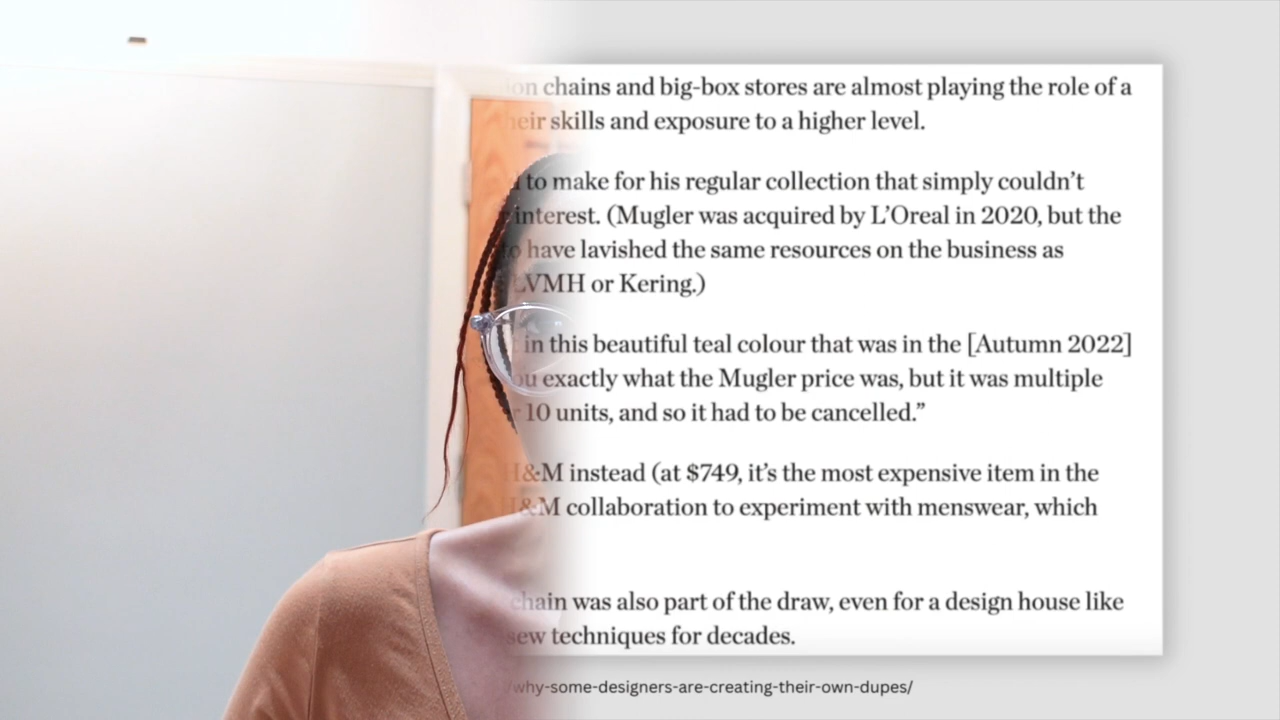 chains and big-box stores are almost playing the role of a
their skills and exposure to a higher level.
to make for his regular collection that simply couldn't
interest. (Mugler was acquired by L'Oreal in 2020, but the
to have lavished the same resources on the business as
LVMH or Kering.)
in this beautiful teal colour that was in the [Autumn 2022]
exactly what the Mugler price was, but it was multiple
10 units, and so it had to be cancelled.”
H&M instead (at $749, it's the most expensive item in the
H&M collaboration to experiment with menswear, which
chain was also part of the draw, even for a design house like
sew techniques for decades.
/why-some-designers-are-creating-their-own-dupes/